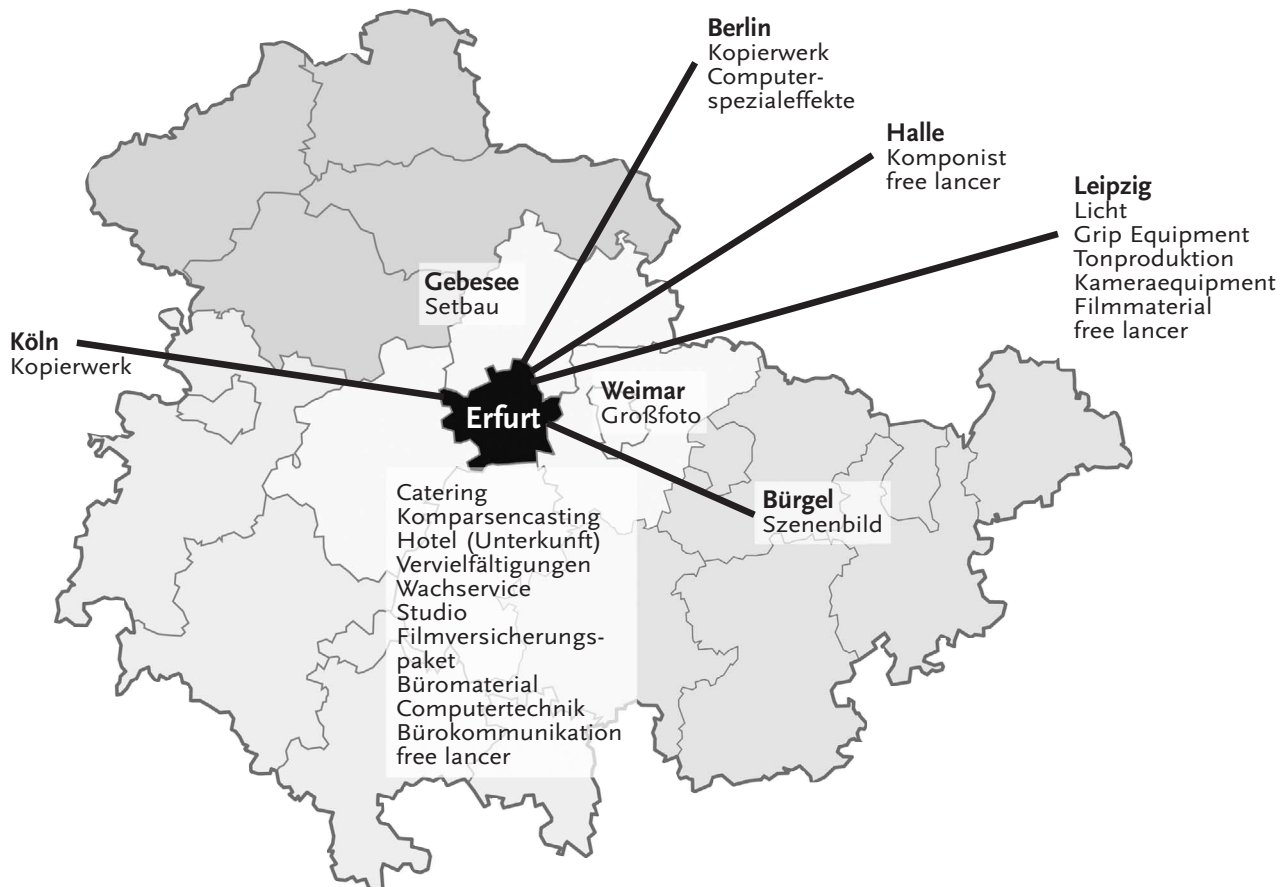 Berlin
Kopierwerk
Computer-
spezialeffekte
Halle
Komponist
free lancer
Leipzig
Licht
Grip Equipment
Tonproduktion
Kameraequipment
Filmmaterial
free lancer
Gebesee
Setbau
Köln
Kopierwerk
Erfurt
Weimar
Großfoto
Bürgel
Szenenbild
Catering
Komparsencasting
Hotel (Unterkunft)
Vervielfältigungen
Wachservice
Studio
Filmversicherungs-
paket
Büromaterial
Computertechnik
Bürokommunikation
free lancer